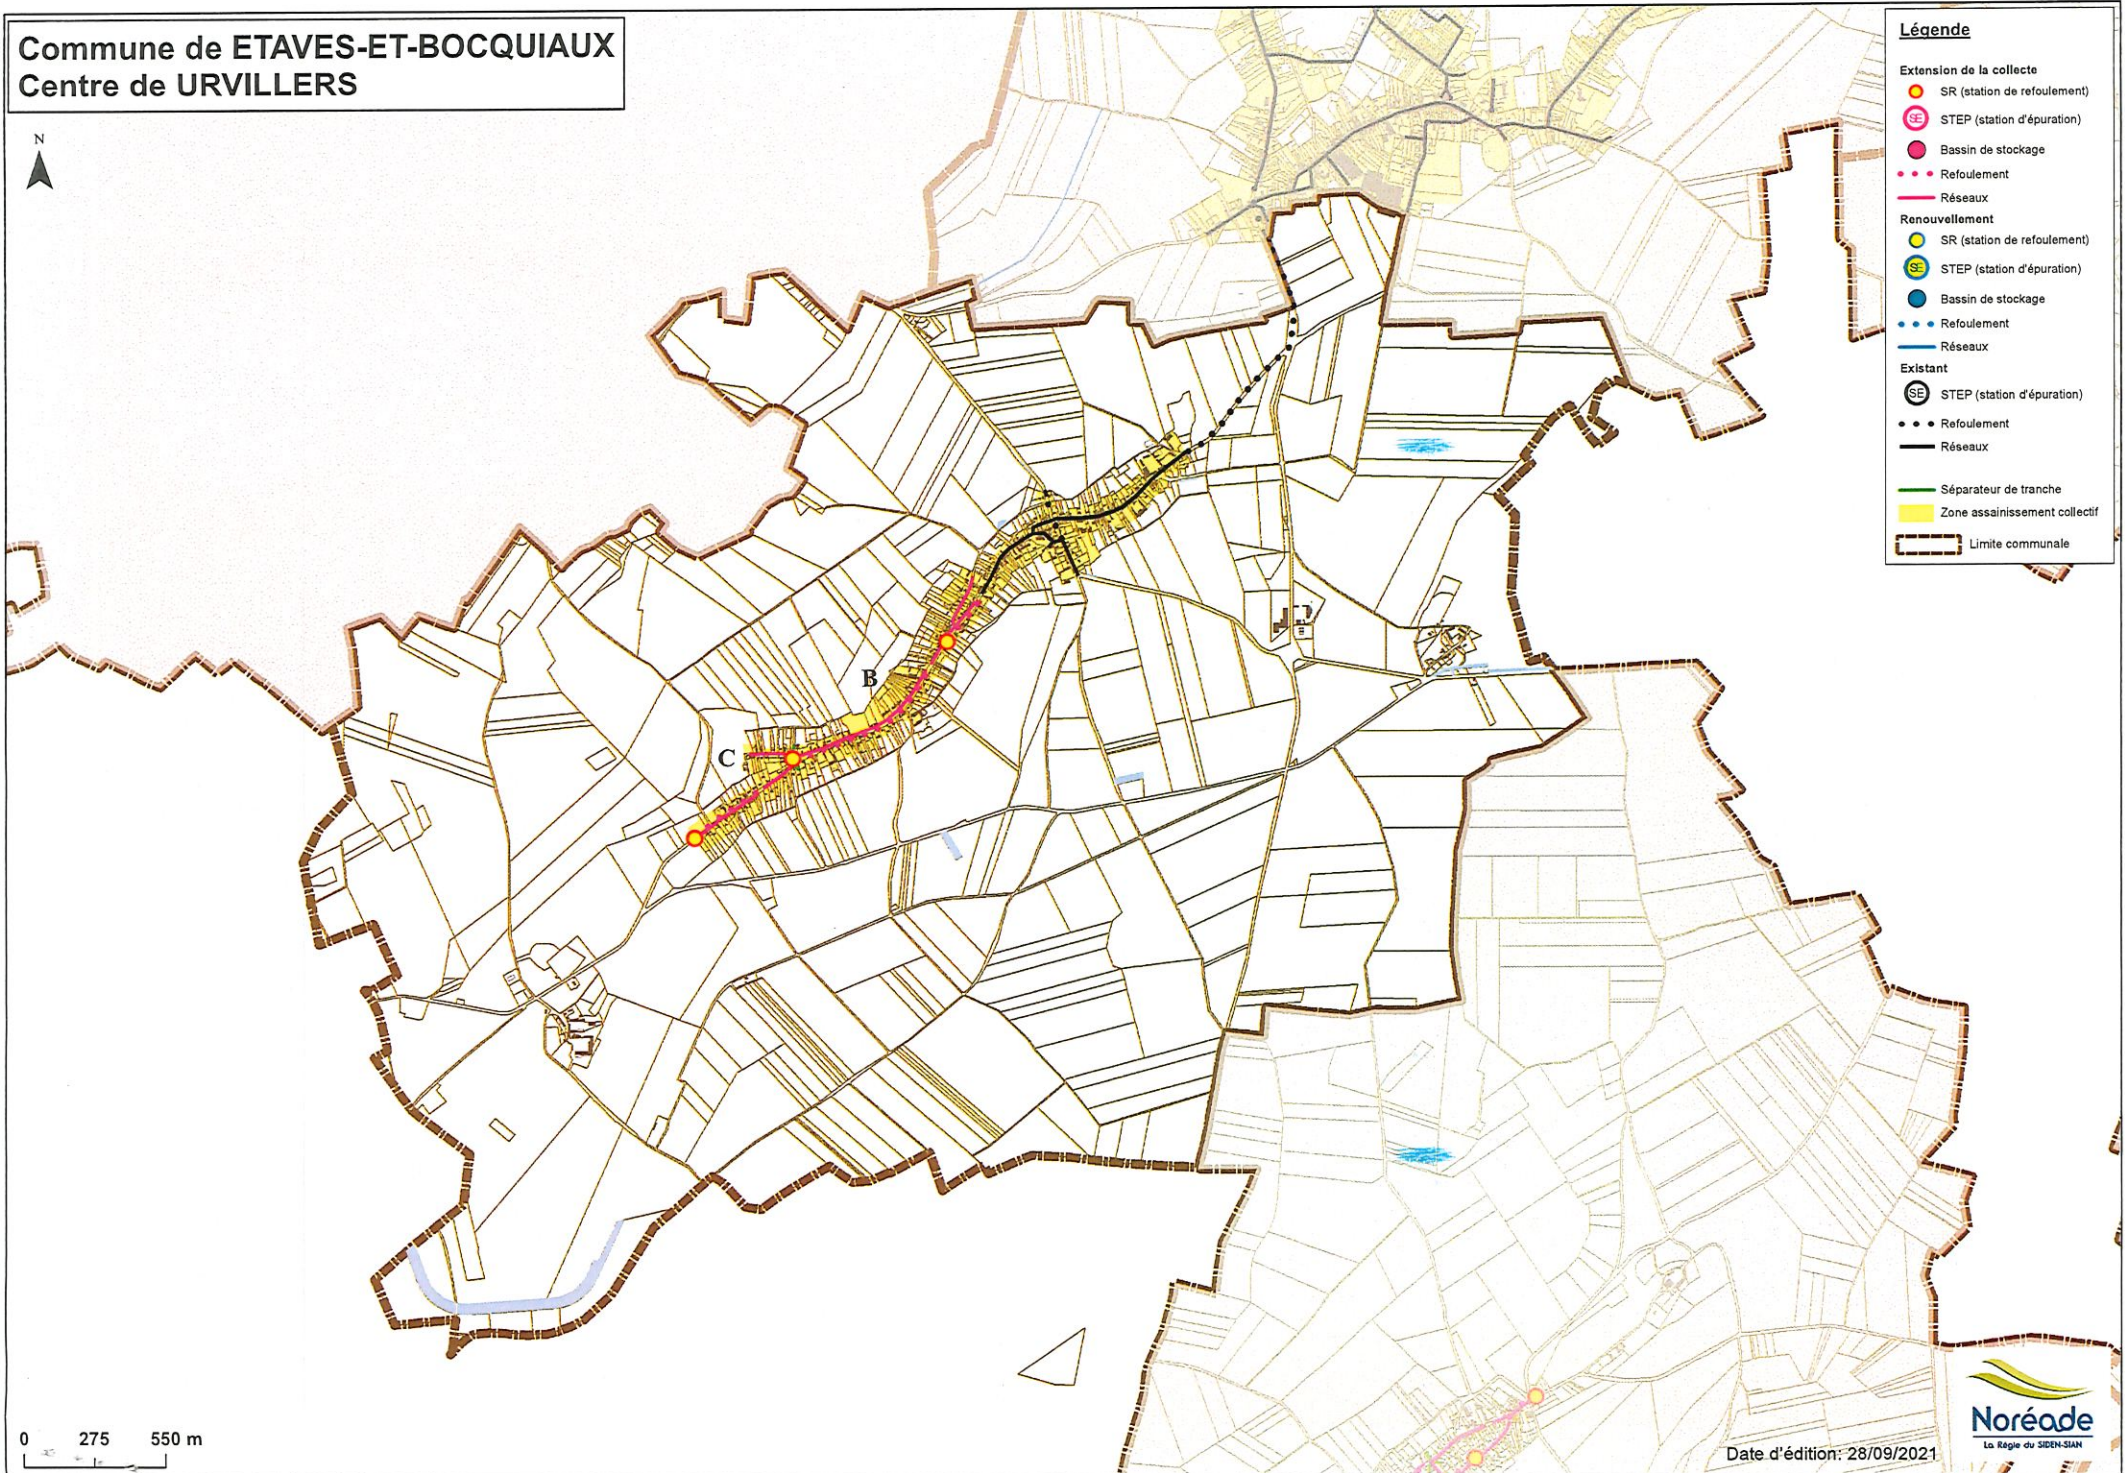 Commune de ETAVES-ET-BOCQUIAUX
Centre de URVILLERS
N
Légende
Extension de la collecte
SR (station de refoulement)
SE STEP (station d'épuration)
Bassin de stockage
Refoulement
Réseaux
Renouvellement
SR (station de refoulement)
SE STEP (station d'épuration)
Bassin de stockage
Refoulement
Réseaux
Existant
SE STEP (station d'épuration)
Refoulement
Réseaux
Séparateur de tranche
Zone assainissement collectif
Limite communale
B
C
0 275 550 m
Noréade
La Régie du SIDEN-SIAN
Date d'édition: 28/09/2021